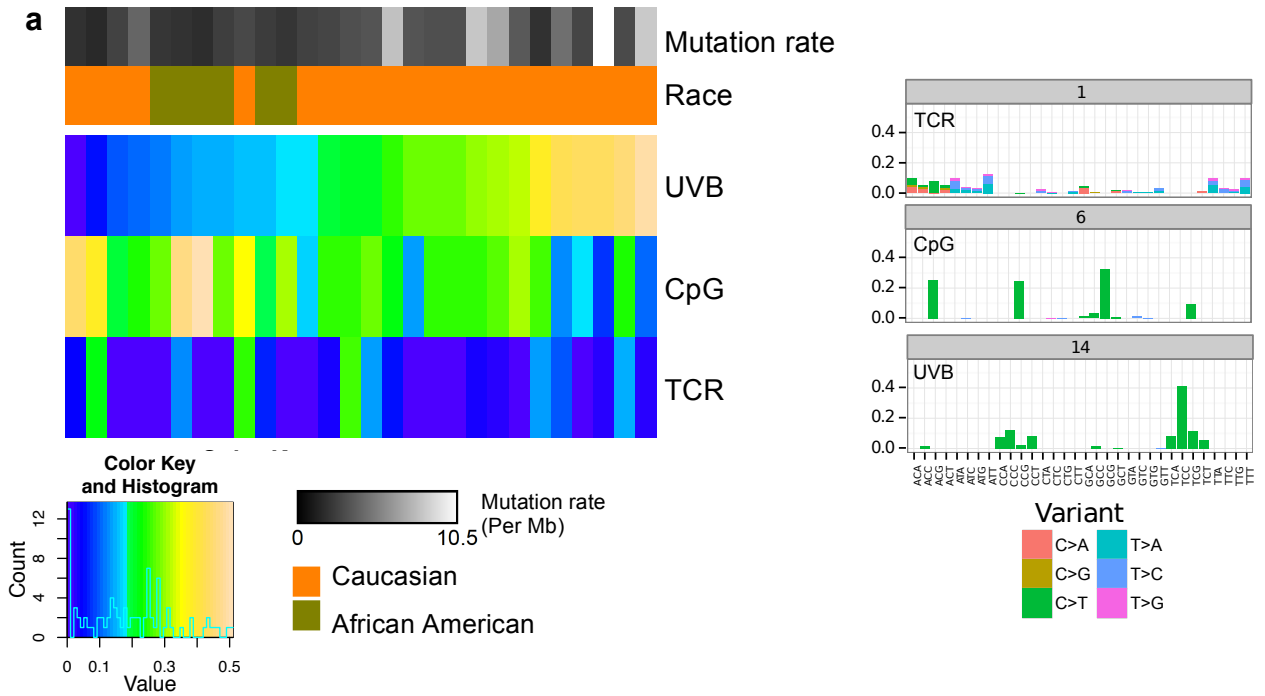 a
Mutation rate
Race
UVB
CpG
TCR
Color Key
and Histogram
Count
0 4 8 12
0 0.1 0.3 0.5
Value
0 10.5
Mutation rate
(Per Mb)
Caucasian
African American
1
TCR
0.4
0.2
0.0
6
CpG
0.4
0.2
0.0
14
UVB
0.4
0.2
0.0
ACA ACC ACG ACT ATA ATC ATG ATT CCA CCC CCG CCT CTA CTC CTG CTT GCA GCC GCG GCT GTA GTC GTG GTT TCA TCC TCG TCT TTA TTC TTG TTT
Variant
C>A T>A
C>G T>C
C>T T>G